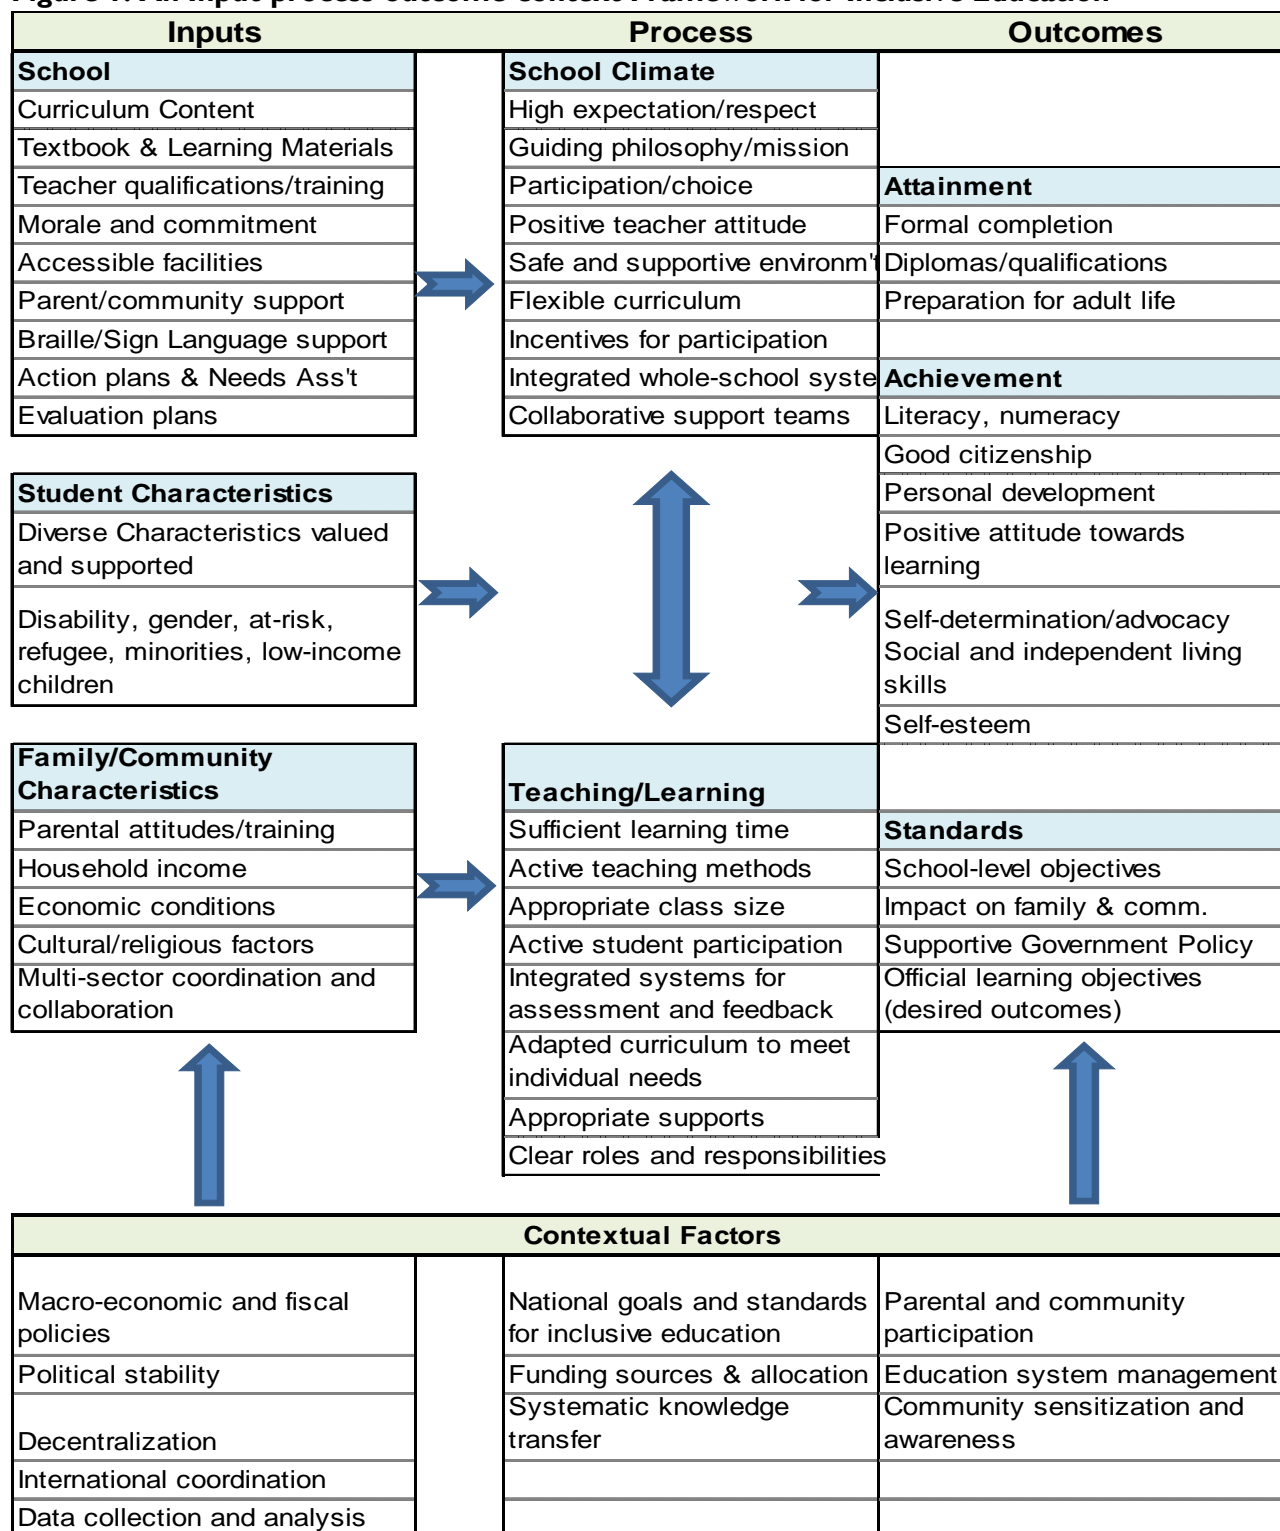 Figure 1. An Input-process-outcome-context Framework for Inclusive Education
Inputs
Process
Outcomes
School
Curriculum Content
Textbook & Learning Materials
Teacher qualifications/training
Morale and commitment
Accessible facilities
Parent/community support
Braille/Sign Language support
Action plans & Needs Ass't
Evaluation plans
Student Characteristics
Diverse Characteristics valued
and supported
Disability, gender, at-risk,
refugee, minorities, low-income
children
Family/Community
Characteristics
Parental attitudes/training
Household income
Economic conditions
Cultural/religious factors
Multi-sector coordination and
collaboration
School Climate
High expectation/respect
Guiding philosophy/mission
Participation/choice
Positive teacher attitude
Safe and supportive environm't
Flexible curriculum
Incentives for participation
Integrated whole-school syste
Collaborative support teams
Teaching/Learning
Sufficient learning time
Active teaching methods
Appropriate class size
Active student participation
Integrated systems for
assessment and feedback
Adapted curriculum to meet
individual needs
Appropriate supports
Clear roles and responsibilities
Attainment
Formal completion
Diplomas/qualifications
Preparation for adult life
Achievement
Literacy, numeracy
Good citizenship
Personal development
Positive attitude towards
learning
Self-determination/advocacy
Social and independent living
skills
Self-esteem
Standards
School-level objectives
Impact on family & comm.
Supportive Government Policy
Official learning objectives
(desired outcomes)
Contextual Factors
Macro-economic and fiscal
policies
Political stability
Decentralization
International coordination
Data collection and analysis
National goals and standards
for inclusive education
Funding sources & allocation
Systematic knowledge
transfer
Parental and community
participation
Education system management
Community sensitization and
awareness